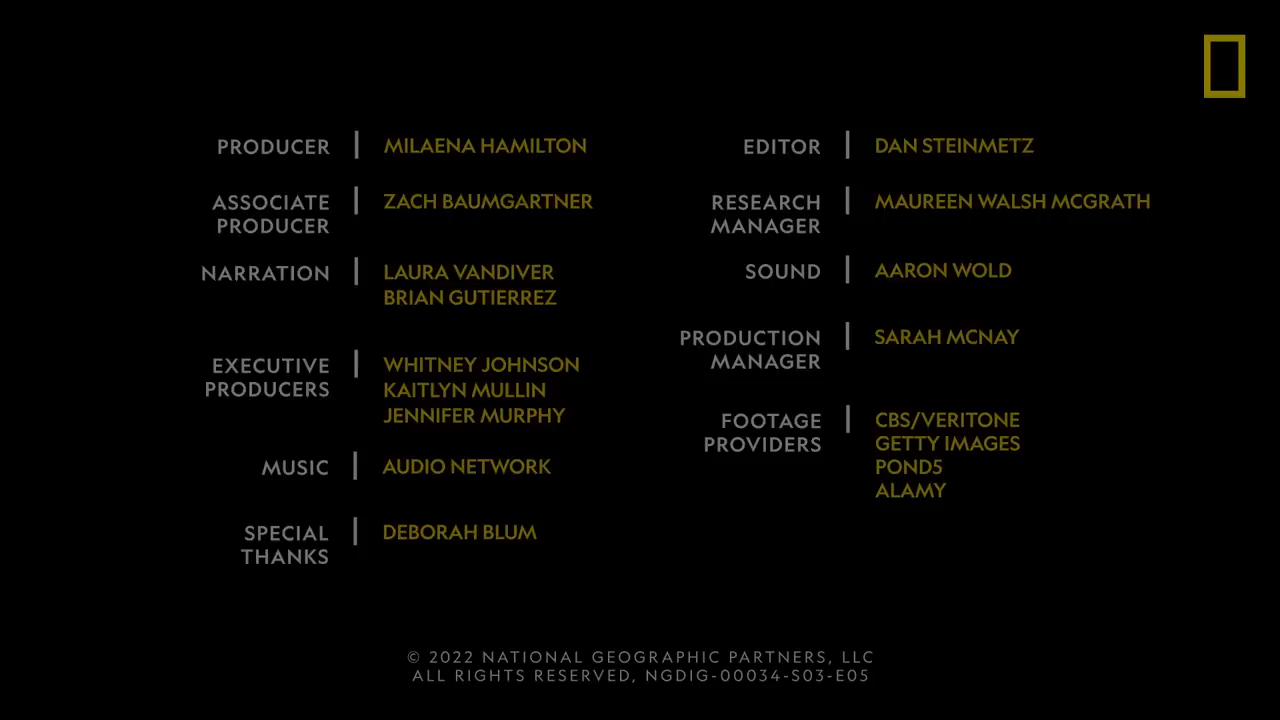 PRODUCER | MILAENA HAMILTON
ASSOCIATE PRODUCER | ZACH BAUMGARTNER
NARRATION | LAURA VANDIVER
BRIAN GUTIERREZ
EXECUTIVE PRODUCERS | WHITNEY JOHNSON
KAITLYN MULLIN
JENNIFER MURPHY
MUSIC | AUDIO NETWORK
SPECIAL THANKS | DEBORAH BLUM
EDITOR | DAN STEINMETZ
RESEARCH MANAGER | MAUREEN WALSH MCGRATH
SOUND | AARON WOLD
PRODUCTION MANAGER | SARAH MCNAY
FOOTAGE PROVIDERS | CBS/VERITONE
GETTY IMAGES
POND5
ALAMY
© 2022 NATIONAL GEOGRAPHIC PARTNERS, LLC
ALL RIGHTS RESERVED, NGDIG-00034-S03-E05